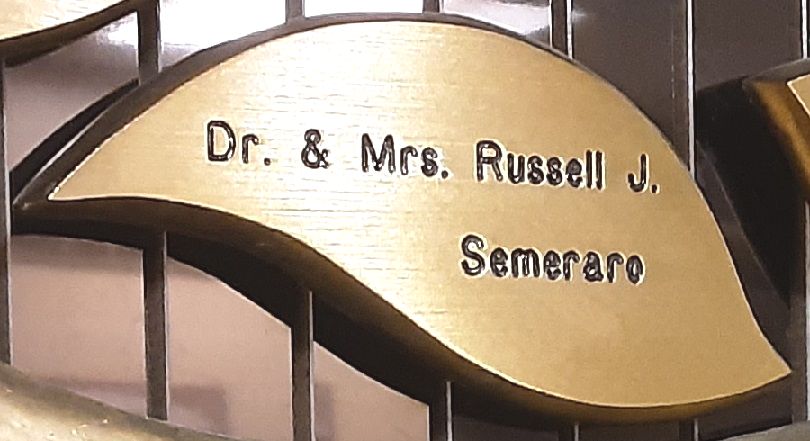 Dr. & Mrs. Russell J.
Semeraro